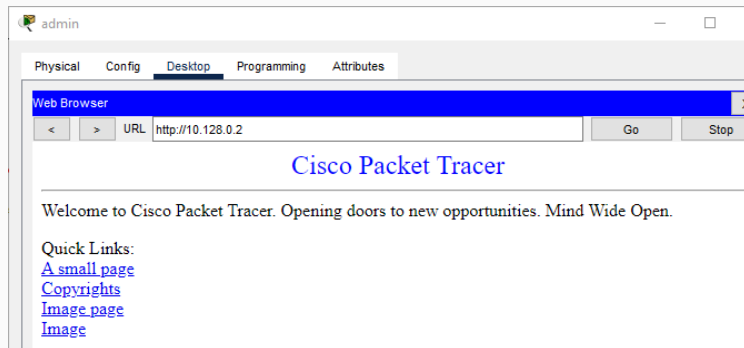 admin
Physical Config Desktop Programming Attributes
Web Browser
< > URL http://10.128.0.2 Go Stop
Cisco Packet Tracer
Welcome to Cisco Packet Tracer. Opening doors to new opportunities. Mind Wide Open.
Quick Links:
A small page
Copyrights
Image page
Image